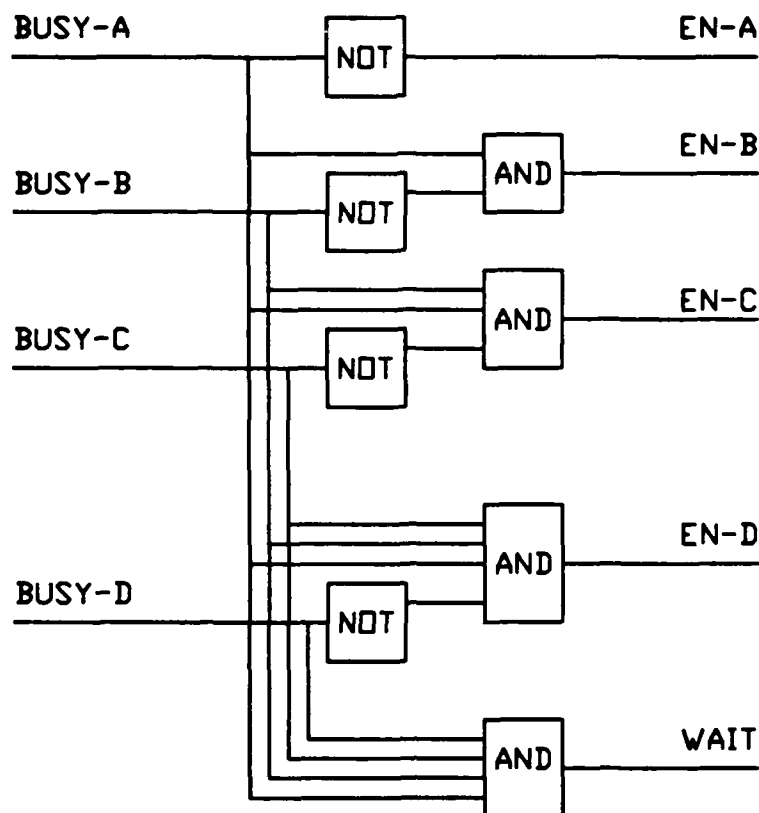 BUSY-A
NOT
EN-A
AND
EN-B
BUSY-B
NOT
AND
EN-C
BUSY-C
NOT
AND
EN-D
BUSY-D
NOT
AND
WAIT